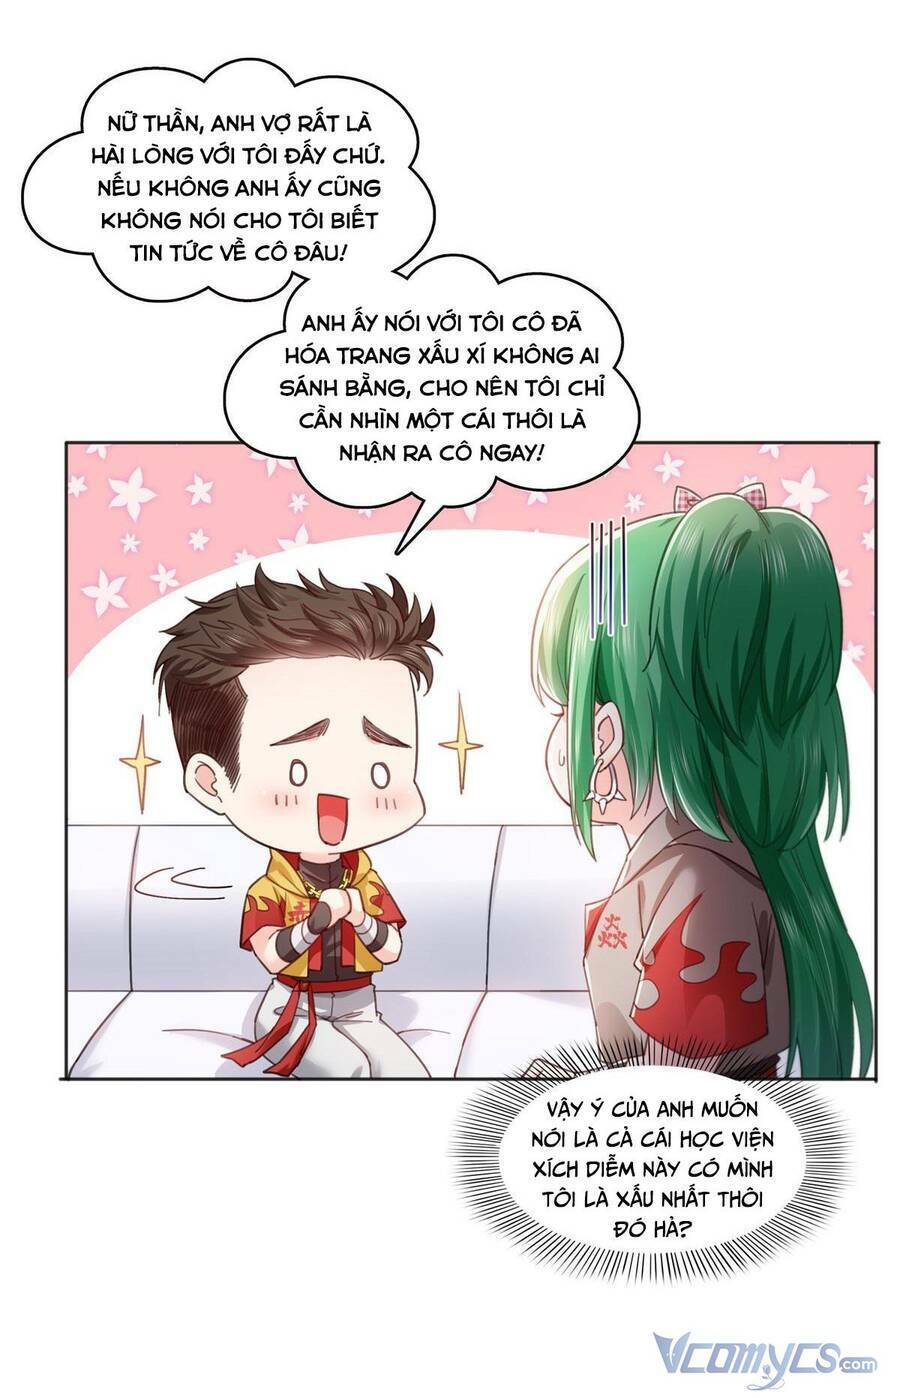 NỮ THẦN, ANH VỢ RẤT LÀ
HÀI LÒNG VỚI TÔI ĐẤY CHỨ.
NẾU KHÔNG ANH ẤY CŨNG
KHÔNG NÓI CHO TÔI BIẾT
TIN TỨC VỀ CÔ ĐÂU!
ANH ẤY NÓI VỚI TÔI CÔ ĐÃ
HÓA TRANG XẤU XÍ KHÔNG AI
SÁNH BẰNG, CHO NÊN TÔI CHỈ
CẦN NHÌN MỘT CÁI THÔI LÀ
NHẬN RA CÔ NGAY!
赤
焱
VẬY Ý CỦA ANH MUỐN
NÓI LÀ CẢ CÁI HỌC VIỆN
XÍCH DIỄM NÀY CÓ MÌNH
TÔI LÀ XẤU NHẤT THÔI
ĐÓ HẢ?
VCOMYCS.com